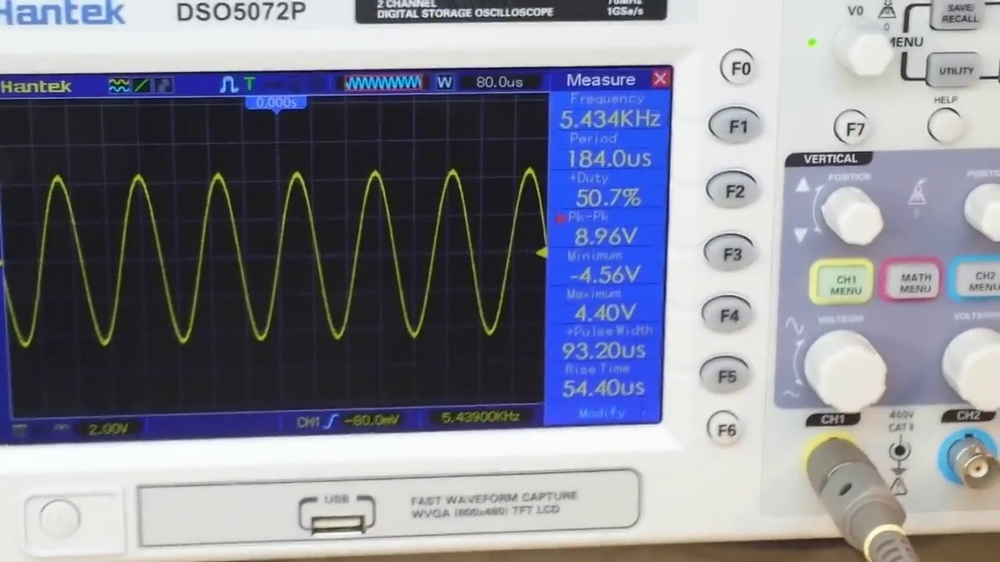 Hantek
DSO5072P
2 CHANNEL
DIGITAL STORAGE OSCILLOSCOPE
70MHz
1GSa/s
Hantek
T
W
80.0us
Measure
0.000s
Frequency
5.434KHz
Period
184.0us
+Duty
50.7%
Pk-Pk
8.96V
Minimum
-4.56V
Maximum
4.40V
+Pulse Width
93.20us
Rise Time
54.40us
Modify
2.00V
CH1
-80.0mV
5.43900KHz
F0
F1
F2
F3
F4
F5
F6
F7
V0
MENU
SAVE/
RECALL
UTILITY
HELP
VERTICAL
POSITION
0
CH1
MENU
MATH
MENU
CH2
MENU
VOLTS/DIV
CH1
400V
CAT II
CH2
USB
FAST WAVEFORM CAPTURE
WVGA (800x480) TFT LCD